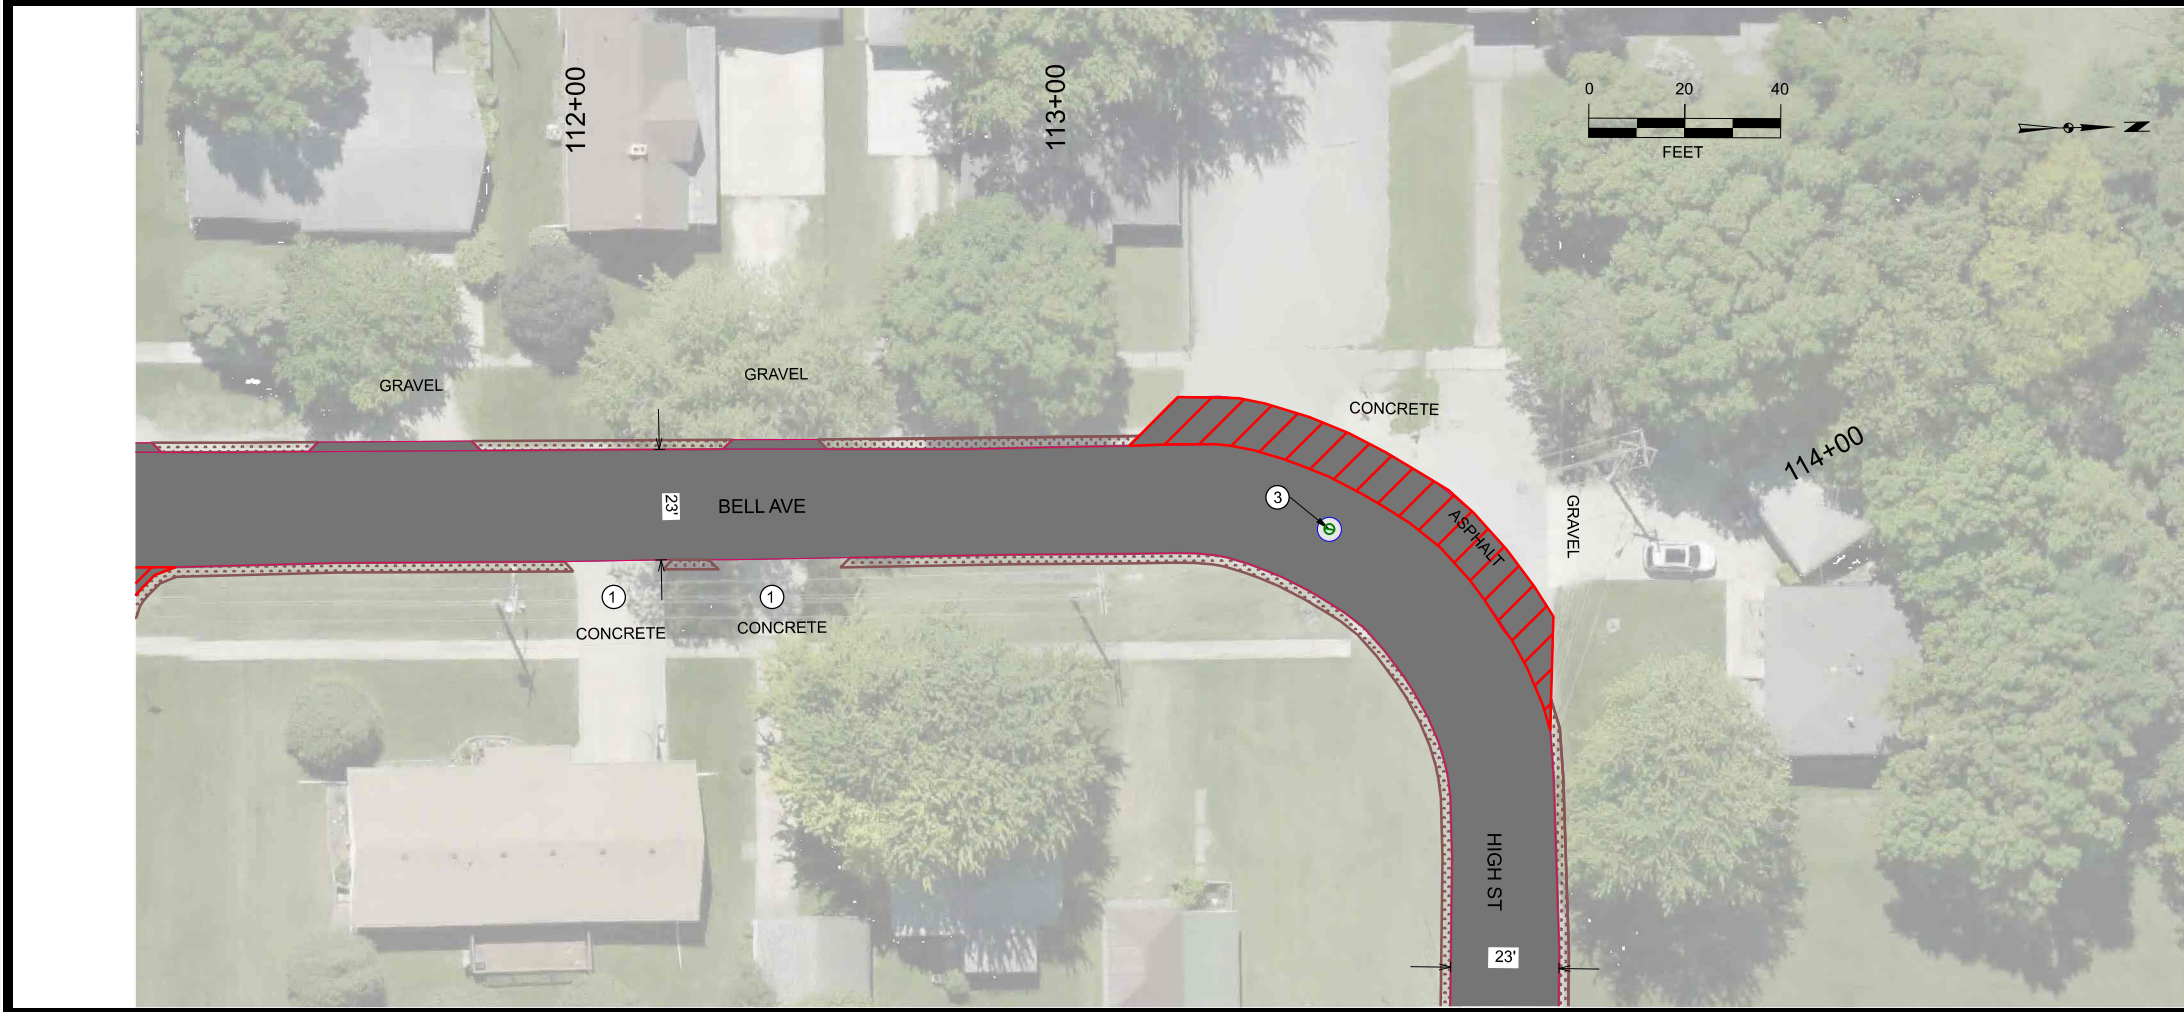 112+00
113+00
0 20 40
FEET
N
GRAVEL
GRAVEL
CONCRETE
114+00
23'
BELL AVE
3
ASPHALT
GRAVEL
1
1
CONCRETE
CONCRETE
HIGH ST
23'